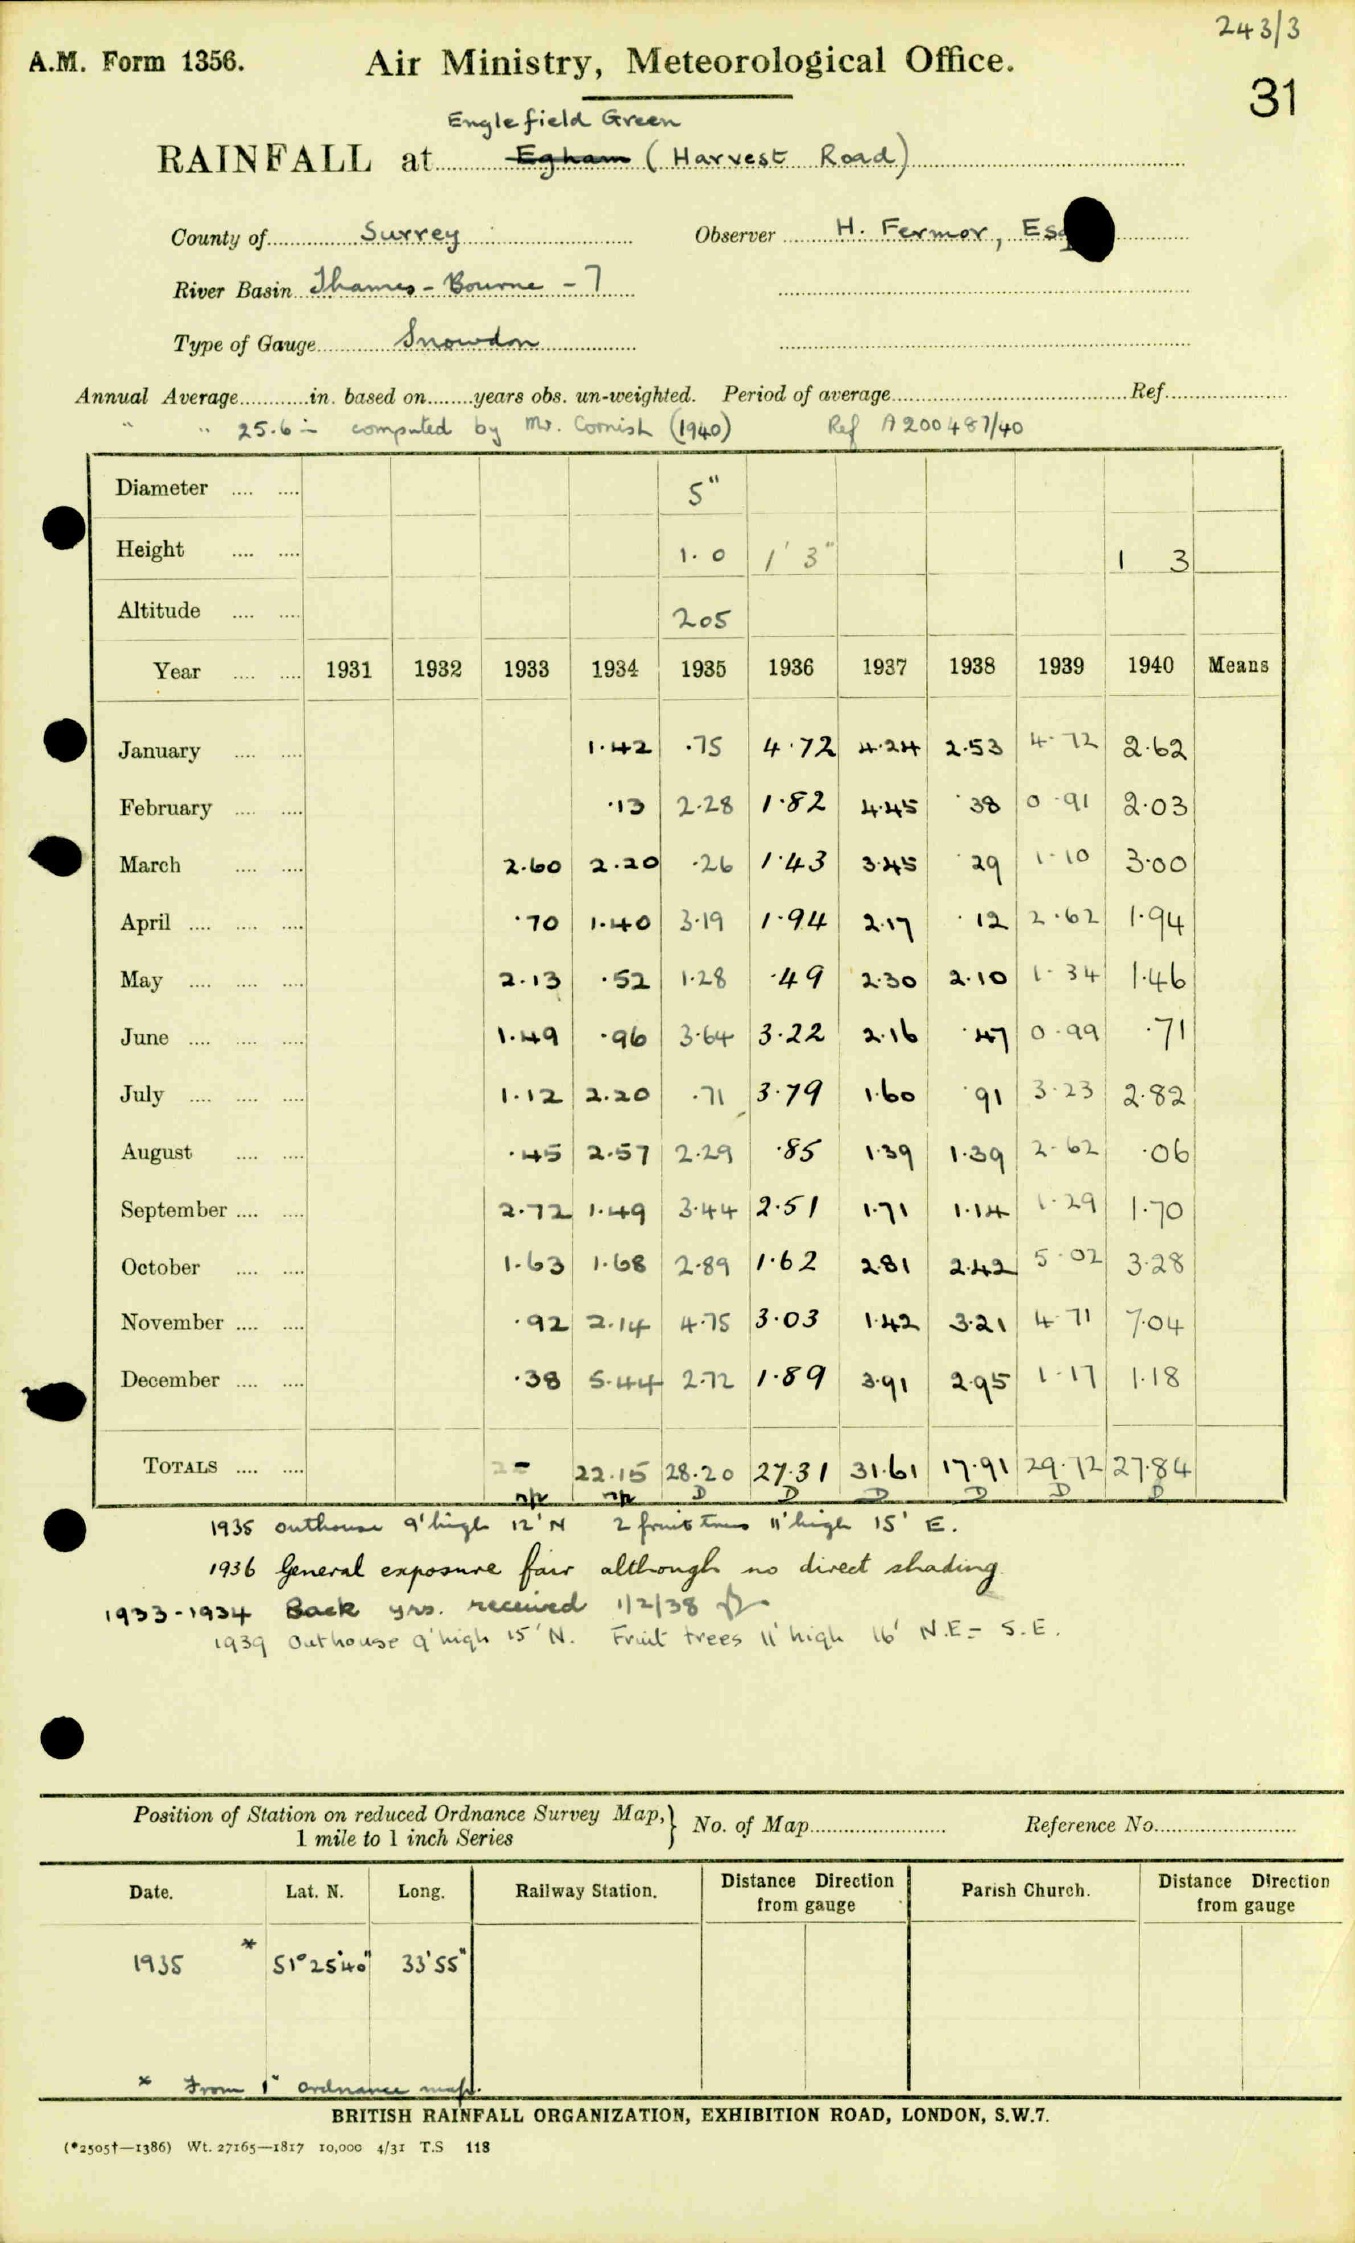 243/3
A.M. Form 1356. Air Ministry, Meteorological Office.
31
Englefield Green
RAINFALL at Egham (Harvest Road)
County of Surrey Observer H. Fermor, Esq
River Basin Thames - Bourne - 7
Type of Gauge Snowdon
Annual Average in. based on years obs. un-weighted. Period of average Ref.
" " 25.6 in computed by Mr. Cornish (1940) Ref A200487/40
Diameter 5"
Height 1.0 1' 3" 1 3
Altitude 205
Year 1931 1932 1933 1934 1935 1936 1937 1938 1939 1940 Means
January 1.42 .75 4.72 4.24 2.53 4.72 2.62
February .13 2.28 1.82 4.45 .38 0.91 2.03
March 2.60 2.20 .26 1.43 3.45 .29 1.10 3.00
April .70 1.40 3.19 1.94 2.17 .12 2.62 1.94
May 2.13 .52 1.28 .49 2.30 2.10 1.34 1.46
June 1.49 .96 3.64 3.22 2.16 .47 0.99 .71
July 1.12 2.20 .71 3.79 1.60 .91 3.23 2.82
August .45 2.57 2.29 .85 1.39 1.39 2.62 .06
September 2.72 1.49 3.44 2.51 1.71 1.14 1.29 1.70
October 1.63 1.68 2.89 1.62 2.81 2.42 5.02 3.28
November .92 2.14 4.75 3.03 1.42 3.21 4.71 7.04
December .38 5.44 2.72 1.89 3.91 2.95 1.17 1.18
TOTALS - 22.15 28.20 27.31 31.61 17.91 29.72 27.84
np np D D D D D D
1935 outhouse 9' high 12' N 2 fruit trees 11' high 15' E.
1936 General exposure fair although no direct shading
1933-1934 Back yrs. received 1/2/38
1939 Outhouse 9' high 15' N. Fruit trees 11' high 16' N.E - S.E.
Position of Station on reduced Ordnance Survey Map, 1 mile to 1 inch Series } No. of Map Reference No.
Date. Lat. N. Long. Railway Station. Distance Direction from gauge Parish Church. Distance Direction from gauge
1935 * 51° 25' 40" 33' 55"
* From 1" Ordnance map.
BRITISH RAINFALL ORGANIZATION, EXHIBITION ROAD, LONDON, S.W.7.
(*2505†—1386) Wt. 27165—1817 10,000 4/31 T.S 118